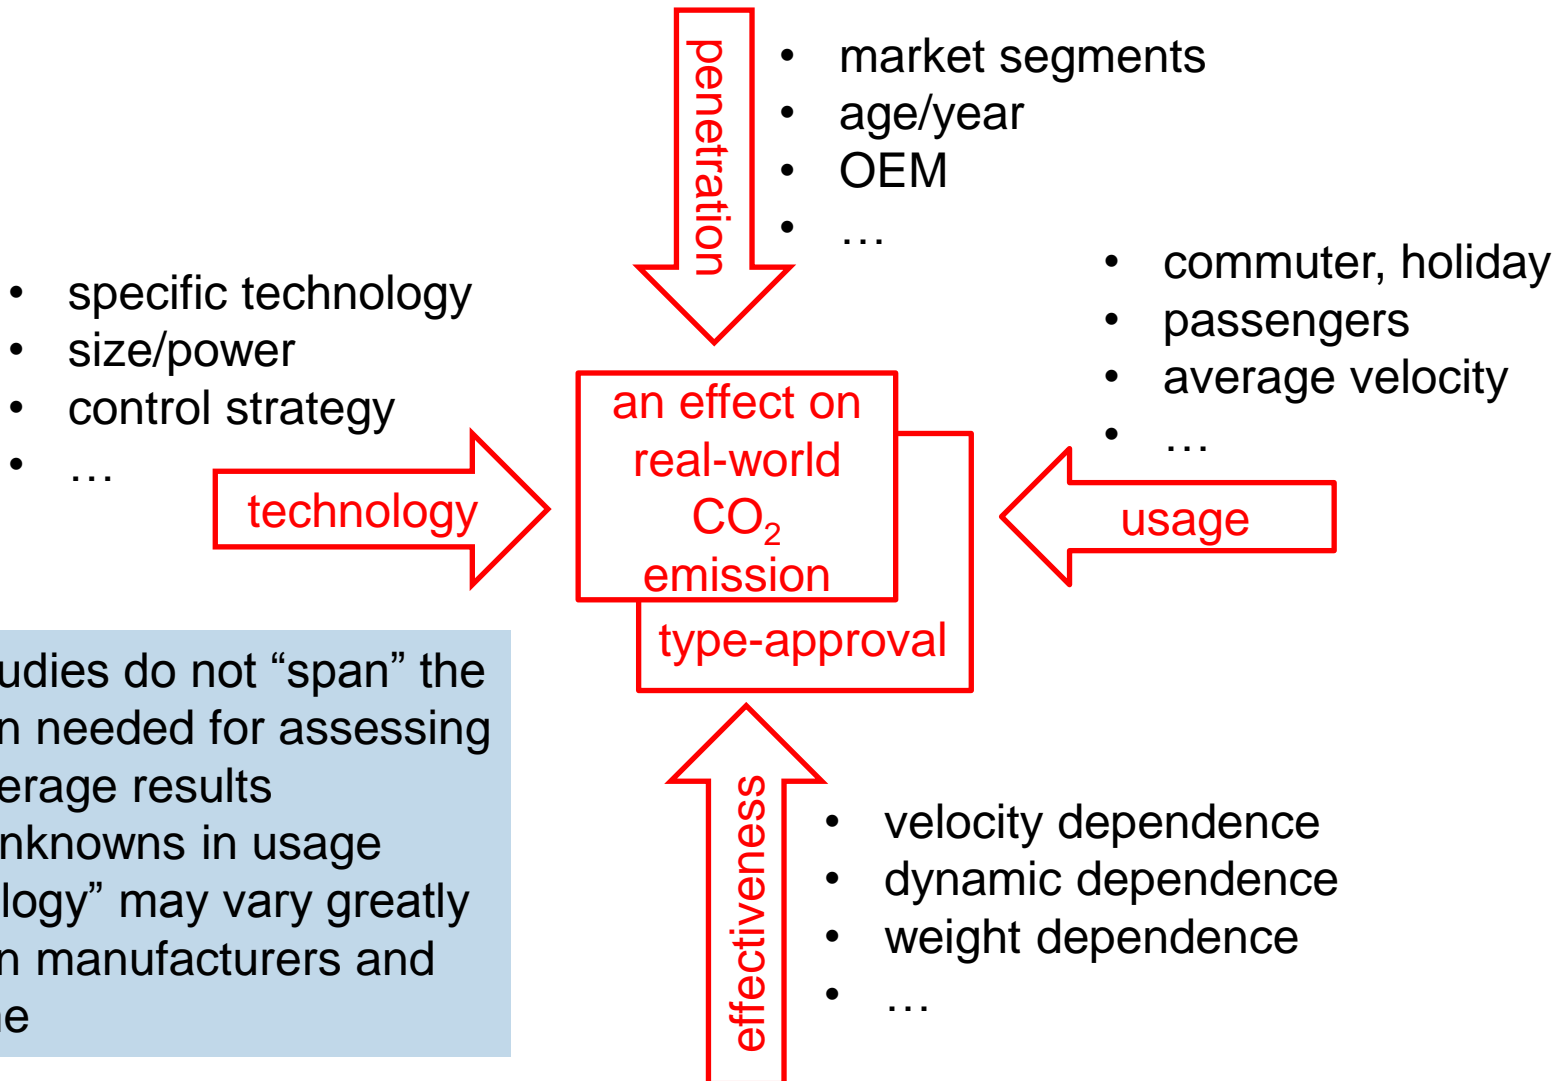 penetration
• market segments
• age/year
• OEM
• …
• specific technology
• size/power
• control strategy
• …
• commuter, holiday
• passengers
• average velocity
• …
technology
an effect on
real-world
CO₂
emission
type-approval
usage
udies do not “span” the
n needed for assessing
erage results
nknowns in usage
logy” may vary greatly
n manufacturers and
ne
effectiveness
• velocity dependence
• dynamic dependence
• weight dependence
• …